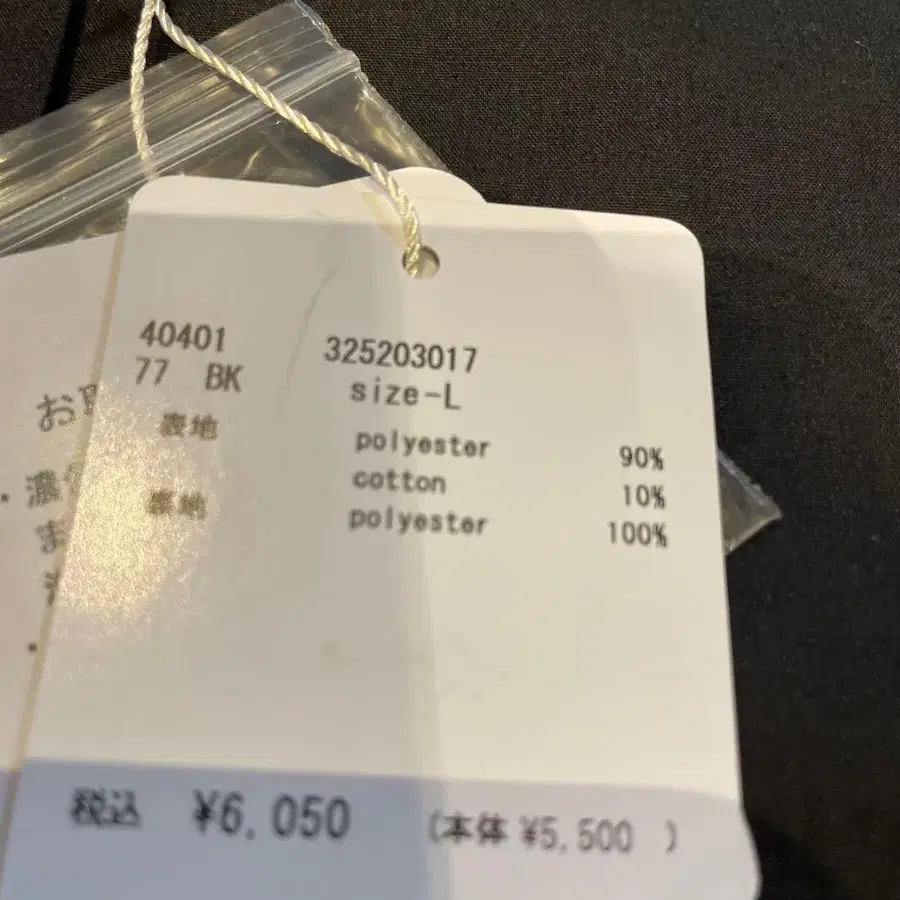 40401 325203017
77 BK size-L
表地 polyester 90%
cotton 10%
裏地 polyester 100%
税込 ¥6,050 (本体 ¥5,500 )
お
・濃
ま
・